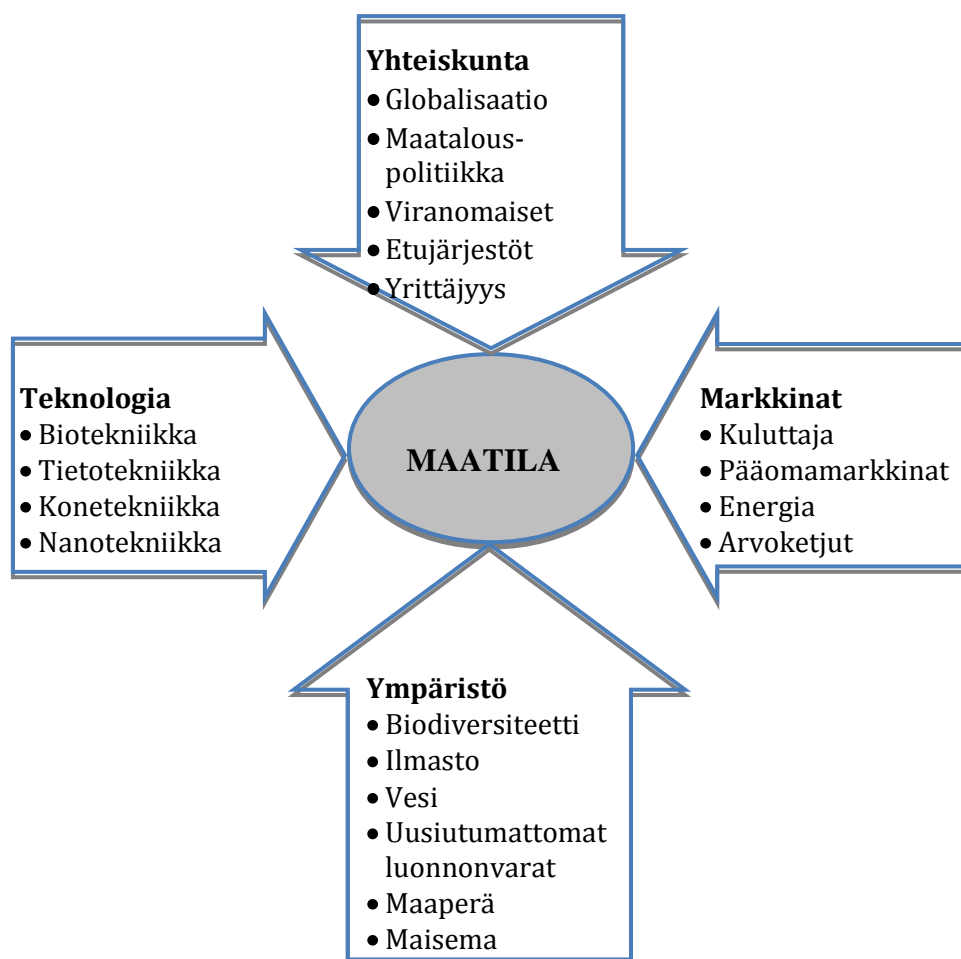 Yhteiskunta
• Globalisaatio
• Maatalous-
politiikka
• Viranomaiset
• Etujärjestöt
• Yrittäjyys
Teknologia
• Biotekniikka
• Tietotekniikka
• Konetekniikka
• Nanotekniikka
MAATILA
Markkinat
• Kuluttaja
• Pääomamarkkinat
• Energia
• Arvoketjut
Ympäristö
• Biodiversiteetti
• Ilmasto
• Vesi
• Uusiutumattomat
luonnonvarat
• Maaperä
• Maisema